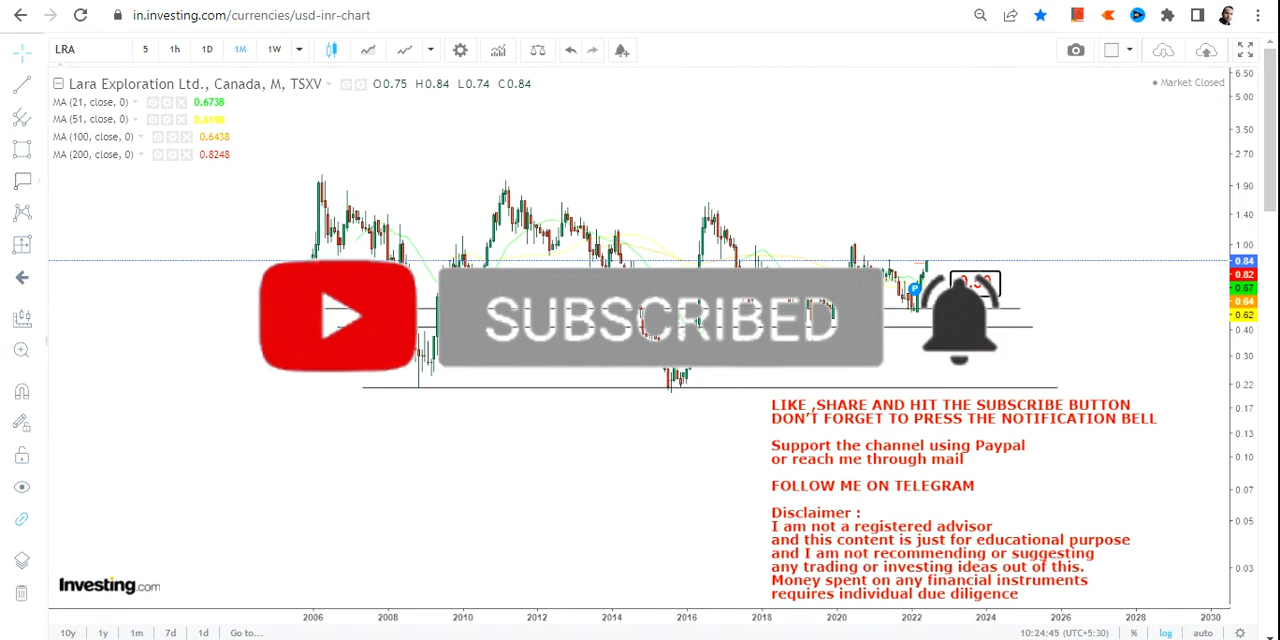 in.investing.com/currencies/usd-inr-chart
LRA 5 1h 1D 1M 1W
Lara Exploration Ltd., Canada, M, TSXV O0.75 H0.84 L0.74 C0.84
Market Closed
MA (21, close, 0) 0.6738
MA (51, close, 0)
MA (100, close, 0) 0.6438
MA (200, close, 0) 0.8248
6.50
5.00
3.50
2.70
1.90
1.40
1.00
0.84
0.82
0.67
0.64
0.62
0.40
0.30
0.22
0.17
0.13
0.10
0.07
0.05
0.03
P
SUBSCRIBED
LIKE ,SHARE AND HIT THE SUBSCRIBE BUTTON
DON'T FORGET TO PRESS THE NOTIFICATION BELL
Support the channel using Paypal
or reach me through mail
FOLLOW ME ON TELEGRAM
Disclaimer :
I am not a registered advisor
and this content is just for educational purpose
and I am not recommending or suggesting
any trading or investing ideas out of this.
Money spent on any financial instruments
requires individual due diligence
Investing.com
2006 2008 2010 2012 2014 2016 2018 2020 2022 2024 2026 2028 2030
10y 1y 1m 7d 1d Go to... 10:24:45 (UTC+5:30) % log auto